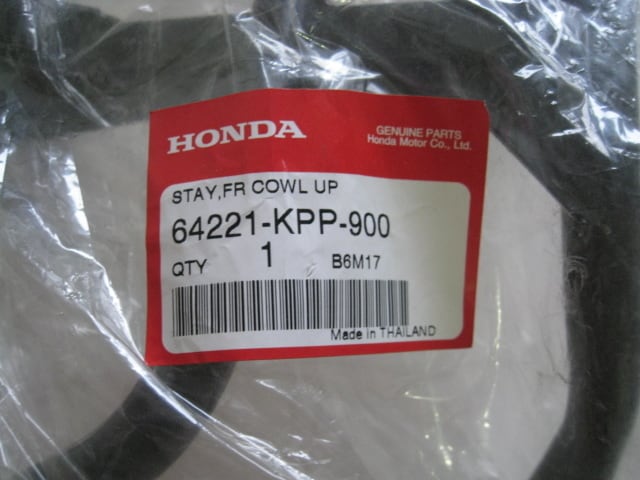 HONDA
GENUINE PARTS
Honda Motor Co., Ltd.
STAY,FR COWL UP
64221-KPP-900
QTY 1 B6M17
Made in THAILAND